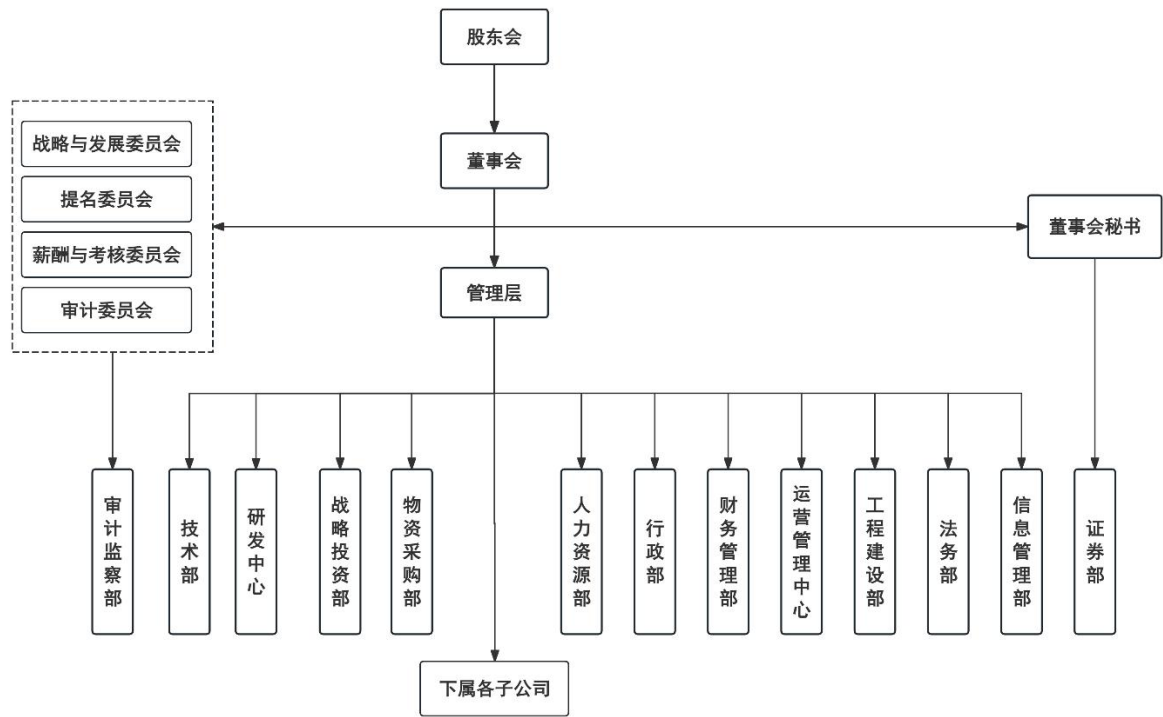 股东会
董事会
战略与发展委员会
提名委员会
薪酬与考核委员会
审计委员会
董事会秘书
管理层
审计监察部
技术部
研发中心
战略投资部
物资采购部
人力资源部
行政部
财务管理部
运营管理中心
工程建设部
法务部
信息管理部
证券部
下属各子公司